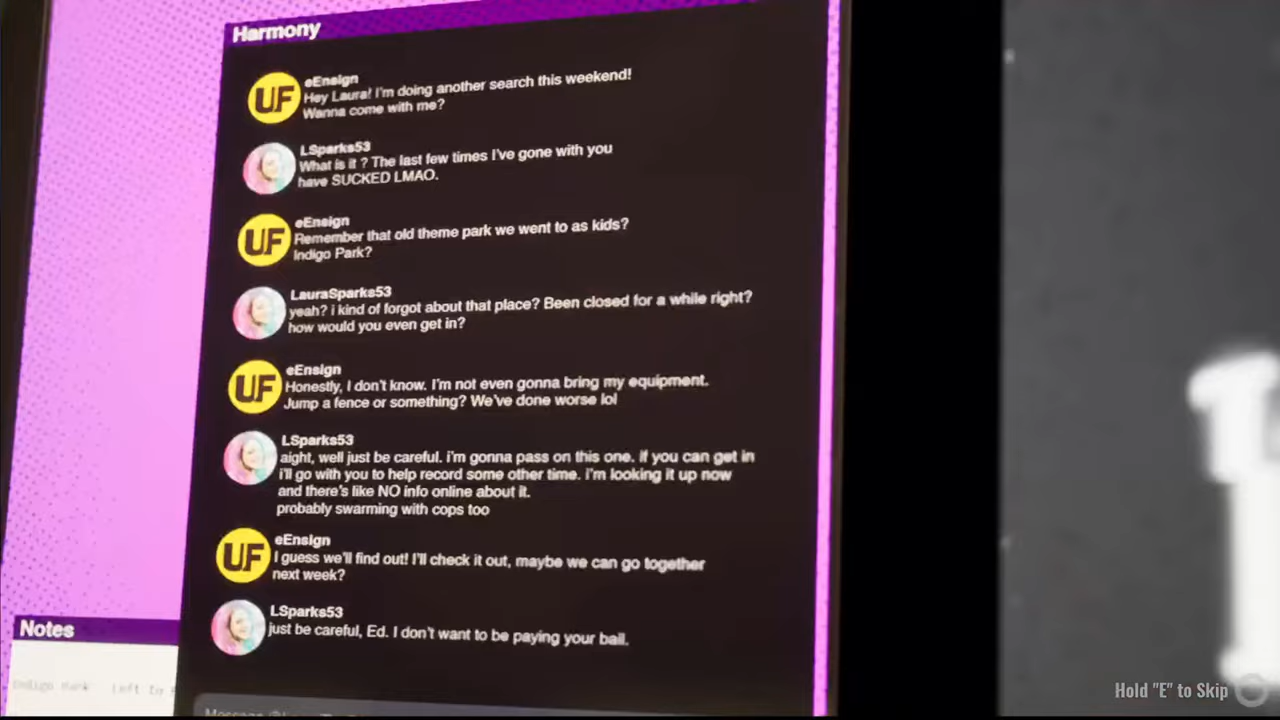 Harmony
eEnsign
Hey Laura! I'm doing another search this weekend!
Wanna come with me?
LSparks53
What is it ? The last few times I've gone with you
have SUCKED LMAO.
eEnsign
Remember that old theme park we went to as kids?
Indigo Park?
LauraSparks53
yeah? i kind of forgot about that place? Been closed for a while right?
how would you even get in?
eEnsign
Honestly, I don't know. I'm not even gonna bring my equipment.
Jump a fence or something? We've done worse lol
LSparks53
aight, well just be careful. i'm gonna pass on this one. if you can get in
i'll go with you to help record some other time. i'm looking it up now
and there's like NO info online about it.
probably swarming with cops too
eEnsign
I guess we'll find out! I'll check it out, maybe we can go together
next week?
LSparks53
just be careful, Ed. I don't want to be paying your bail.
UF
UF
UF
UF
Notes
Left In
Message
Hold "E" to Skip